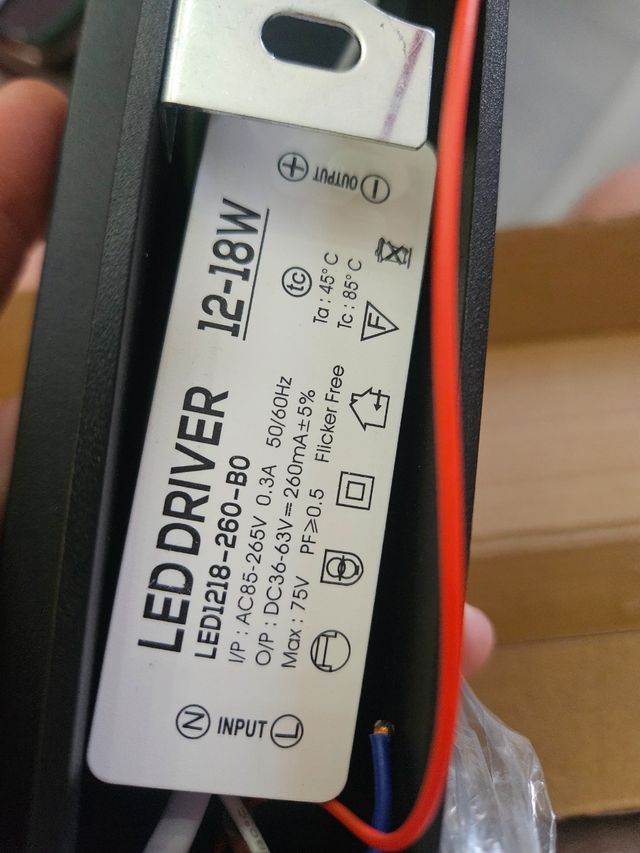 LED DRIVER 12-18W
LED1218-260-B0
I/P : AC85-265V 0.3A 50/60Hz
O/P : DC36-63V⎓260mA±5%
Max : 75V PF≥0.5 Flicker Free
tc
Ta : 45°C
Tc : 85°C
F
N INPUT L
+ OUTPUT −